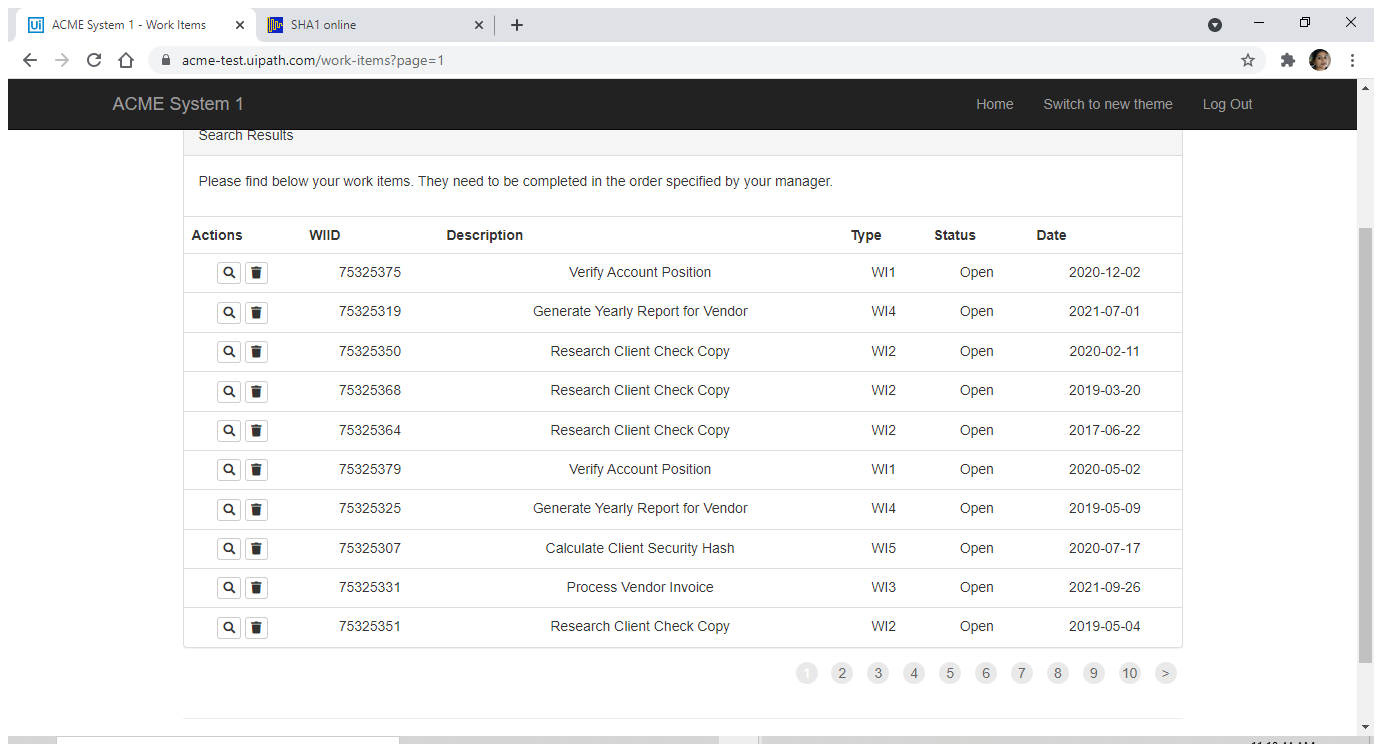 Ui ACME System 1 - Work Items SHA1 online
acme-test.uipath.com/work-items?page=1
ACME System 1 Home Switch to new theme Log Out
Search Results
Please find below your work items. They need to be completed in the order specified by your manager.
Actions WIID Description Type Status Date
75325375 Verify Account Position WI1 Open 2020-12-02
75325319 Generate Yearly Report for Vendor WI4 Open 2021-07-01
75325350 Research Client Check Copy WI2 Open 2020-02-11
75325368 Research Client Check Copy WI2 Open 2019-03-20
75325364 Research Client Check Copy WI2 Open 2017-06-22
75325379 Verify Account Position WI1 Open 2020-05-02
75325325 Generate Yearly Report for Vendor WI4 Open 2019-05-09
75325307 Calculate Client Security Hash WI5 Open 2020-07-17
75325331 Process Vendor Invoice WI3 Open 2021-09-26
75325351 Research Client Check Copy WI2 Open 2019-05-04
1 2 3 4 5 6 7 8 9 10 >